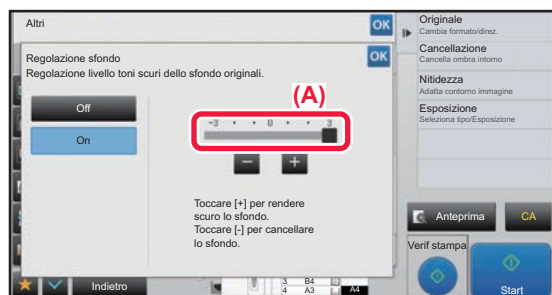 Altri
OK
Regolazione sfondo
OK
Regolazione livello toni scuri dello sfondo originali.
(A)
Off
On
-3 • • 0 • • 3
− +
Toccare [+] per rendere
scuro lo sfondo.
Toccare [-] per cancellare
lo sfondo.
Indietro
3 B4
4 A3
A4
Originale
Cambia formato/direz.
Cancellazione
Cancella ombra intorno
Nitidezza
Adatta contorno immagine
Esposizione
Seleziona tipo/Esposizione
Anteprima
CA
Verif stampa
Start